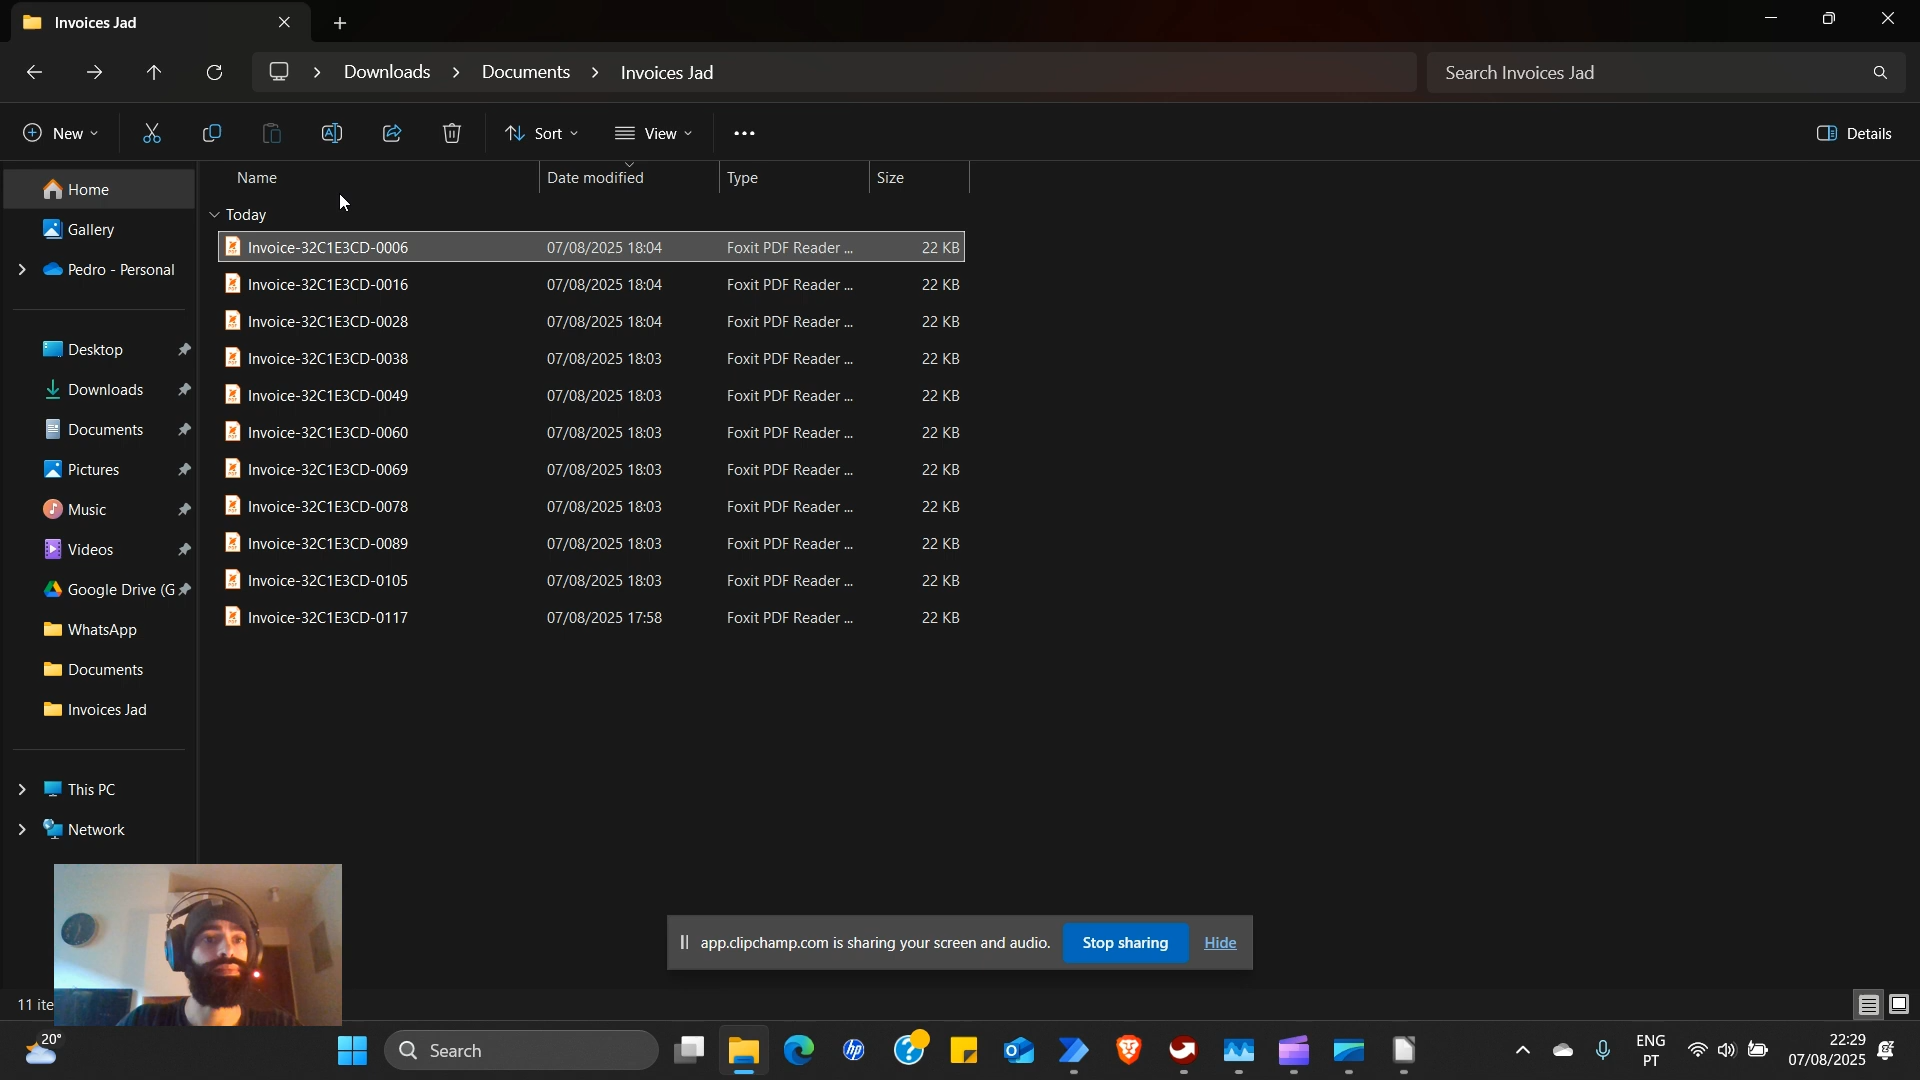 Invoices Jad
Downloads
Documents
Invoices Jad
Search Invoices Jad
New
Sort
View
Details
Name
Date modified
Type
Size
Home
Gallery
Pedro - Personal
Desktop
Downloads
Documents
Pictures
Music
Videos
Google Drive (G
WhatsApp
Documents
Invoices Jad
This PC
Network
Today
Invoice-32C1E3CD-0006 07/08/2025 18:04 Foxit PDF Reader ... 22 KB
Invoice-32C1E3CD-0016 07/08/2025 18:04 Foxit PDF Reader ... 22 KB
Invoice-32C1E3CD-0028 07/08/2025 18:04 Foxit PDF Reader ... 22 KB
Invoice-32C1E3CD-0038 07/08/2025 18:03 Foxit PDF Reader ... 22 KB
Invoice-32C1E3CD-0049 07/08/2025 18:03 Foxit PDF Reader ... 22 KB
Invoice-32C1E3CD-0060 07/08/2025 18:03 Foxit PDF Reader ... 22 KB
Invoice-32C1E3CD-0069 07/08/2025 18:03 Foxit PDF Reader ... 22 KB
Invoice-32C1E3CD-0078 07/08/2025 18:03 Foxit PDF Reader ... 22 KB
Invoice-32C1E3CD-0089 07/08/2025 18:03 Foxit PDF Reader ... 22 KB
Invoice-32C1E3CD-0105 07/08/2025 18:03 Foxit PDF Reader ... 22 KB
Invoice-32C1E3CD-0117 07/08/2025 17:58 Foxit PDF Reader ... 22 KB
app.clipchamp.com is sharing your screen and audio. Stop sharing Hide
11 ite
20°
Search
hp
ENG
PT
22:29
07/08/2025